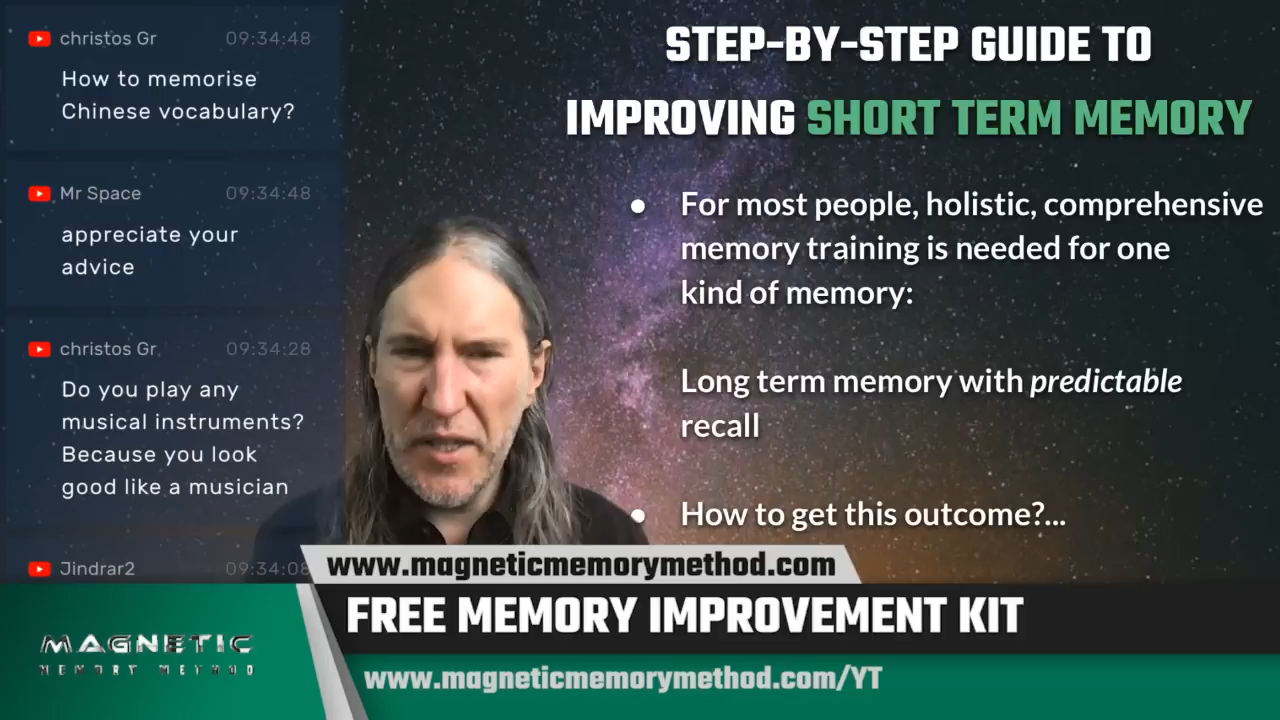 christos Gr 09:34:48
How to memorise
Chinese vocabulary?
Mr Space 09:34:48
appreciate your
advice
christos Gr 09:34:28
Do you play any
musical instruments?
Because you look
good like a musician
Jindrar2 09:34:08
STEP-BY-STEP GUIDE TO
IMPROVING SHORT TERM MEMORY
• For most people, holistic, comprehensive
memory training is needed for one
kind of memory:
Long term memory with predictable
recall
• How to get this outcome?...
www.magneticmemorymethod.com
FREE MEMORY IMPROVEMENT KIT
www.magneticmemorymethod.com/YT
MAGNETIC
MEMORY METHOD